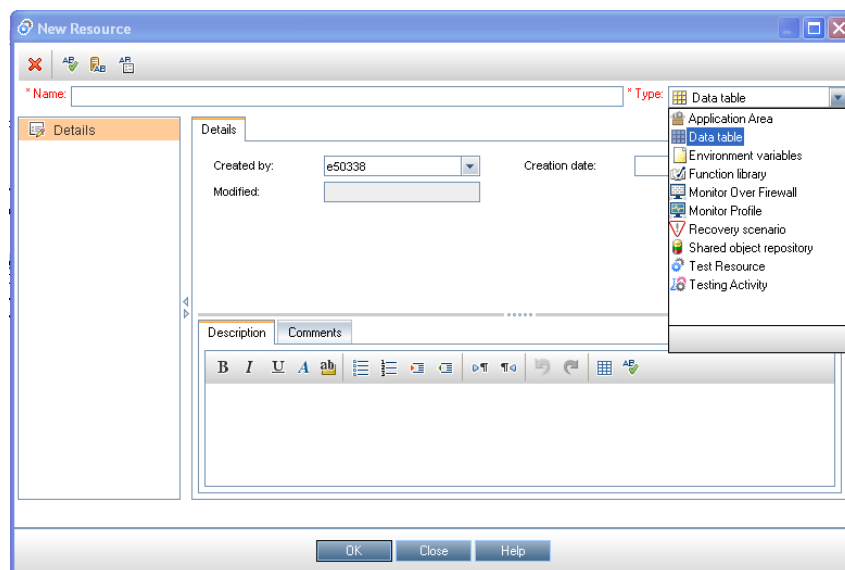 New Resource
* Name:
* Type:
Data table
Application Area
Data table
Environment variables
Function library
Monitor Over Firewall
Monitor Profile
Recovery scenario
Shared object repository
Test Resource
Testing Activity
Details
Details
Created by:
e50338
Creation date:
Modified:
Description
Comments
B I U A ab
OK
Close
Help